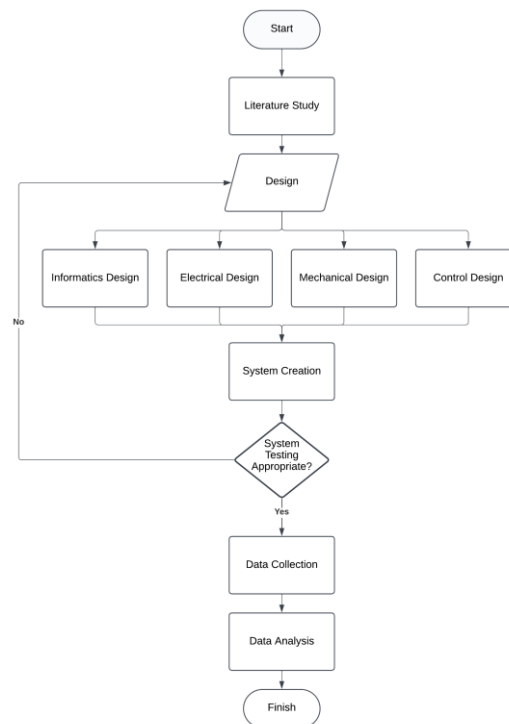 Start
Literature Study
Design
Informatics Design
Electrical Design
Mechanical Design
Control Design
No
System Creation
System
Testing
Appropriate?
Yes
Data Collection
Data Analysis
Finish